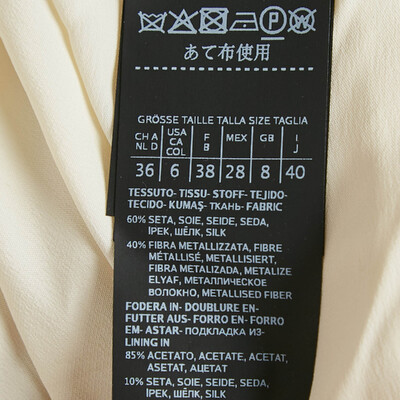 P W
あて布使用
GRÖSSE TAILLE TALLA SIZE TAGLIA
CH A NL D USA CA COL F B MEX GB I J
36 6 38 28 8 40
TESSUTO- TISSU- STOFF- TEJIDO-
TECIDO- KUMAŞ- ТКАНЬ- FABRIC
60% SETA, SOIE, SEIDE, SEDA,
İPEK, ШЁЛК, SILK
40% FIBRA METALLIZZATA, FIBRE
MÉTALLISÉ, METALLISIERT,
FIBRA METALIZADA, METALIZE
ELYAF, МЕТАЛЛИЧЕСКОЕ
ВОЛОКНО, METALLISED FIBER
FODERA IN- DOUBLURE EN-
FUTTER AUS- FORRO EN- FORRO
EM- ASTAR- ПОДКЛАДКА ИЗ-
LINING IN
85% ACETATO, ACETATE, ACETAT,
ASETAT, АЦЕТАТ
10% SETA, SOIE, SEIDE, SEDA,
İPEK, ШЁЛК, SILK